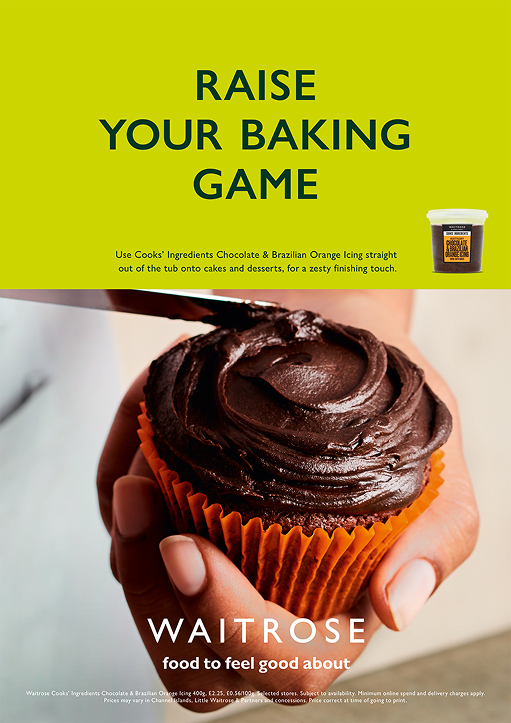 RAISE
YOUR BAKING
GAME
Use Cooks' Ingredients Chocolate & Brazilian Orange Icing straight
out of the tub onto cakes and desserts, for a zesty finishing touch.
WAITROSE
COOKS' INGREDIENTS
CHOCOLATE
& BRAZILIAN
ORANGE ICING
WAITROSE
food to feel good about
Waitrose Cooks' Ingredients Chocolate & Brazilian Orange Icing 400g, £2.25, £0.56/100g. Selected stores. Subject to availability. Minimum online spend and delivery charges apply.
Prices may vary in Channel Islands, Little Waitrose & Partners and concessions. Price correct at time of going to print.